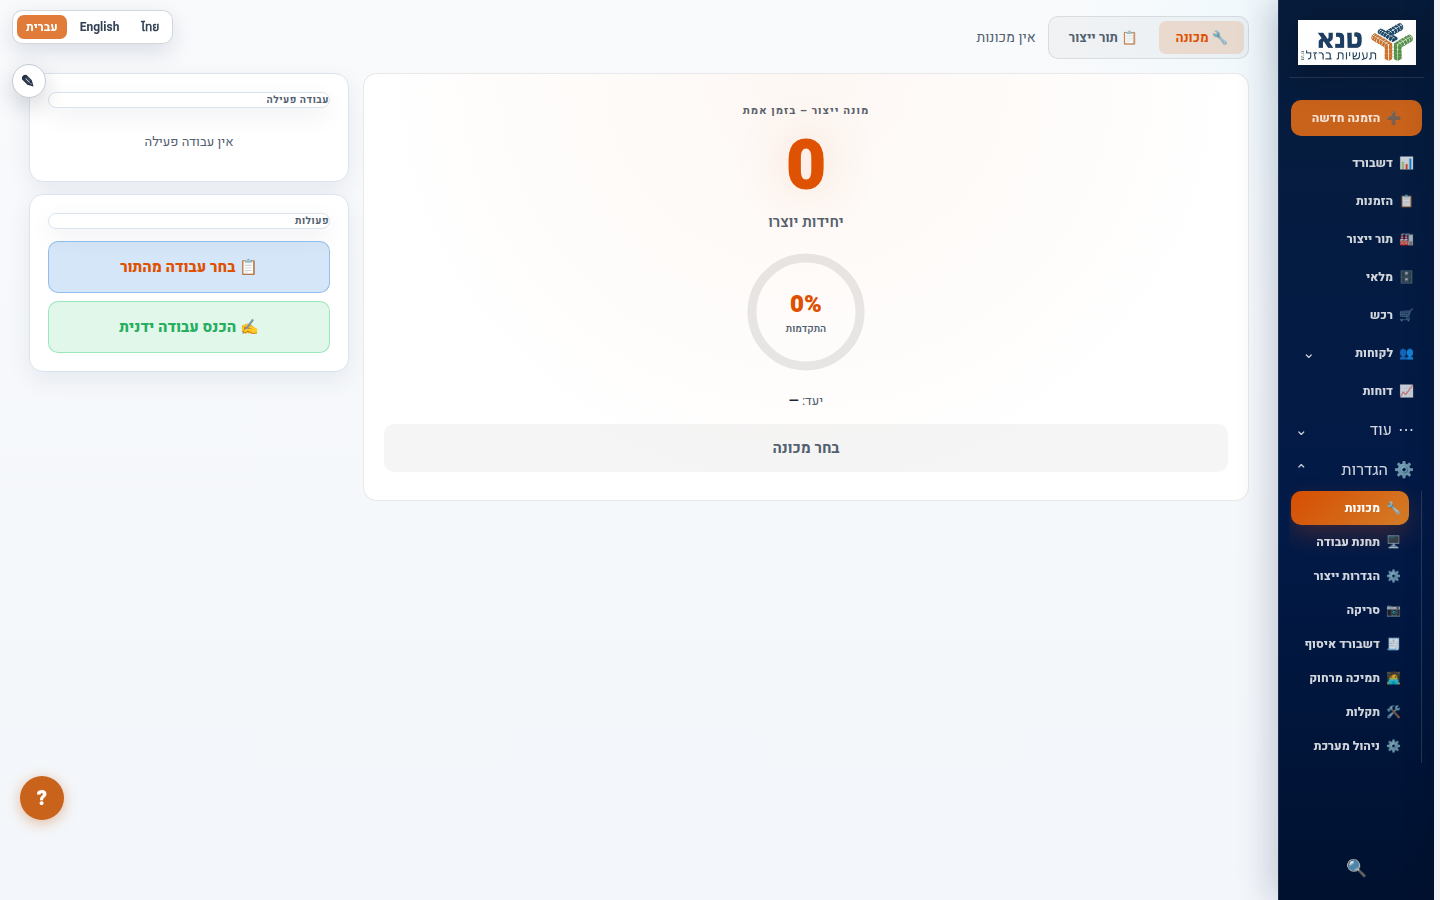 טנא
תעשיות ברזל
הזמנה חדשה
דשבורד
הזמנות
תור ייצור
מלאי
רכש
לקוחות
דוחות
עוד
הגדרות
מכונות
תחנת עבודה
הגדרות ייצור
סריקה
דשבורד איסוף
תמיכה מרחוק
תקלות
ניהול מערכת
מכונה
תור ייצור
אין מכונות
מונה ייצור – בזמן אמת
0
יחידות יוצרו
0%
התקדמות
יעד: —
בחר מכונה
עברית
English
ไทย
עבודה פעילה
אין עבודה פעילה
פעולות
בחר עבודה מהתור
הכנס עבודה ידנית
?